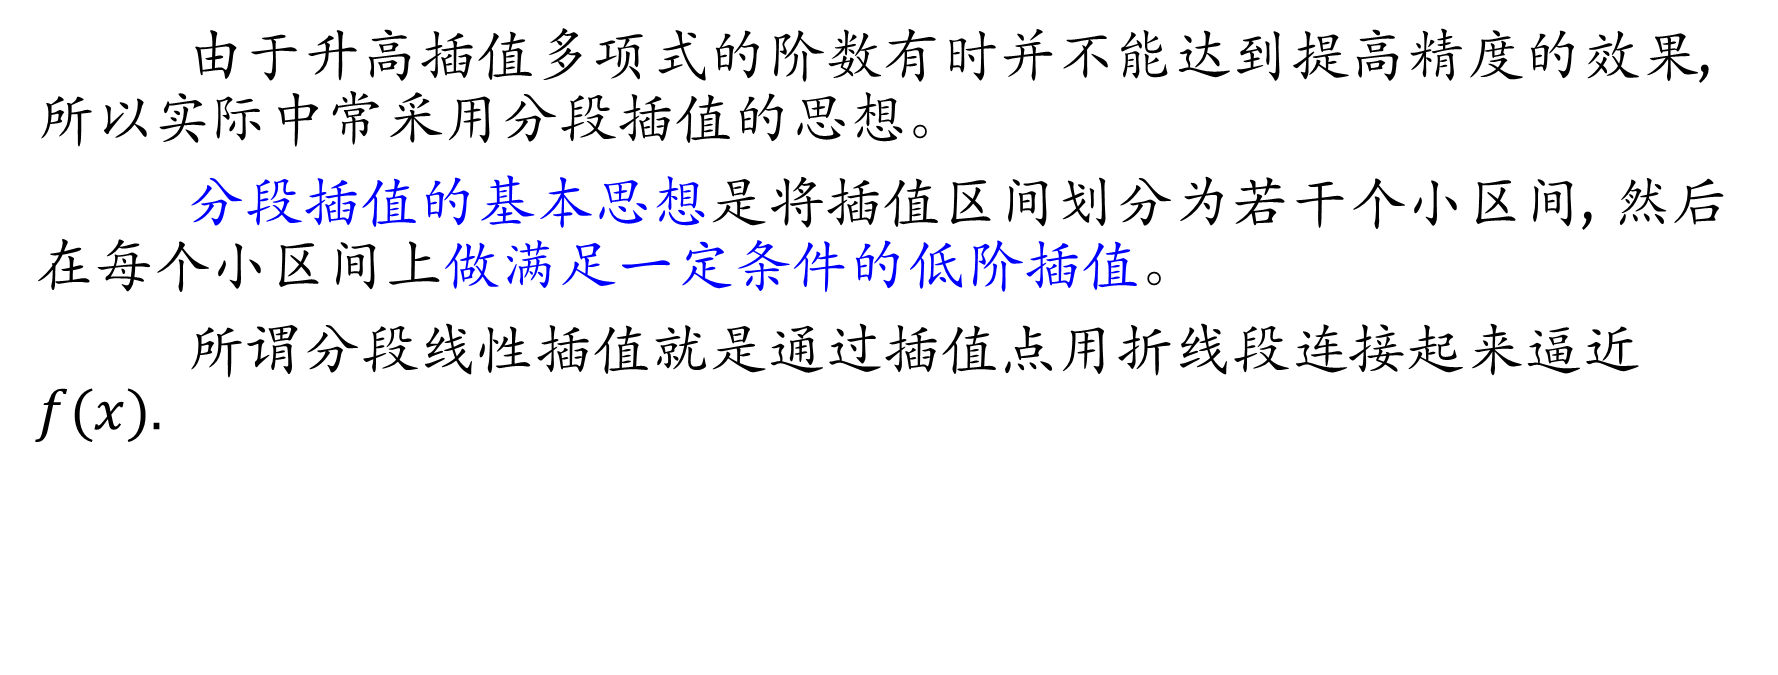 由于升高插值多项式的阶数有时并不能达到提高精度的效果,
所以实际中常采用分段插值的思想。
分段插值的基本思想是将插值区间划分为若干个小区间, 然后
在每个小区间上做满足一定条件的低阶插值。
所谓分段线性插值就是通过插值点用折线段连接起来逼近
f(x).